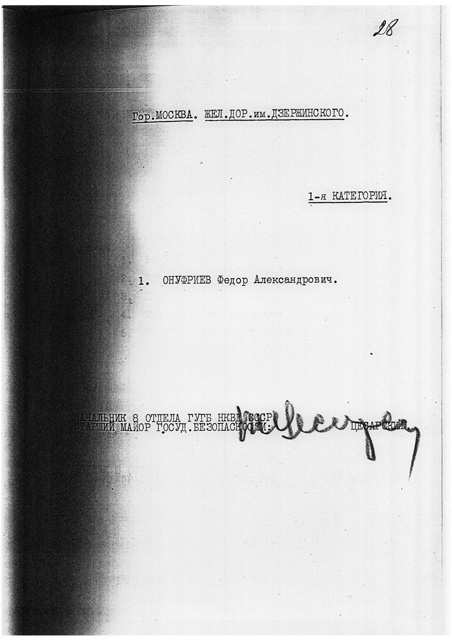 28
Гор.МОСКВА. ЖЕЛ.ДОР.им.ДЗЕРЖИНСКОГО.
1-я КАТЕГОРИЯ.
1. ОНУФРИЕВ Федор Александрович.
НАЧАЛЬНИК 8 ОТДЕЛА ГУГБ НКВД СССР
СТАРШИЙ МАЙОР ГОСУД.БЕЗОПАСНОСТИ: ЦЕСАРСКИЙ